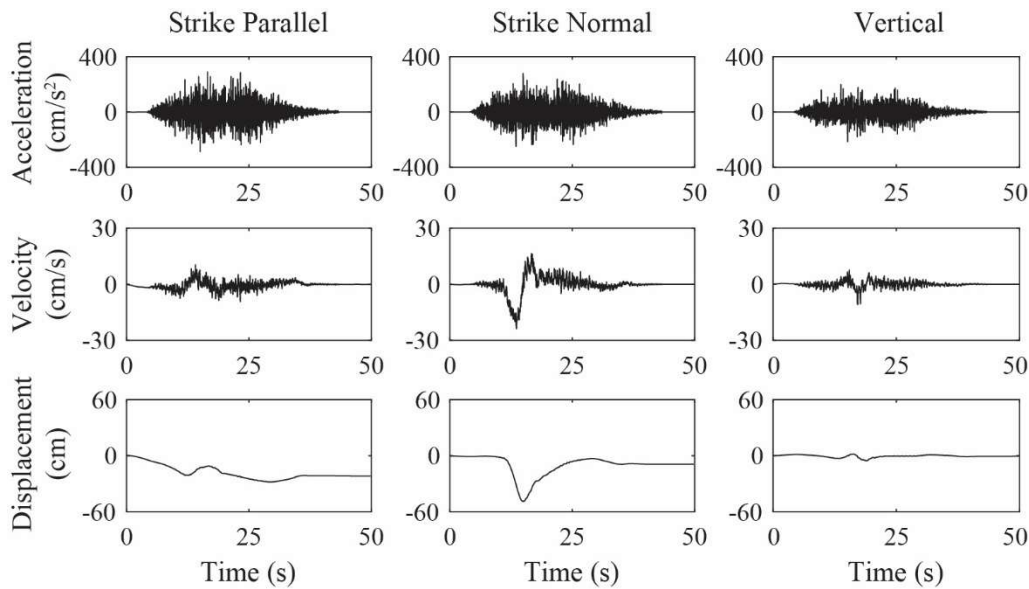 Strike Parallel Strike Normal Vertical
Acceleration
(cm/s²)
400 400 400
0 0 0
-400 -400 -400
0 25 50 0 25 50 0 25 50
Velocity
(cm/s)
30 30 30
0 0 0
-30 -30 -30
0 25 50 0 25 50 0 25 50
Displacement
(cm)
60 60 60
0 0 0
-60 -60 -60
0 25 50 0 25 50 0 25 50
Time (s) Time (s) Time (s)